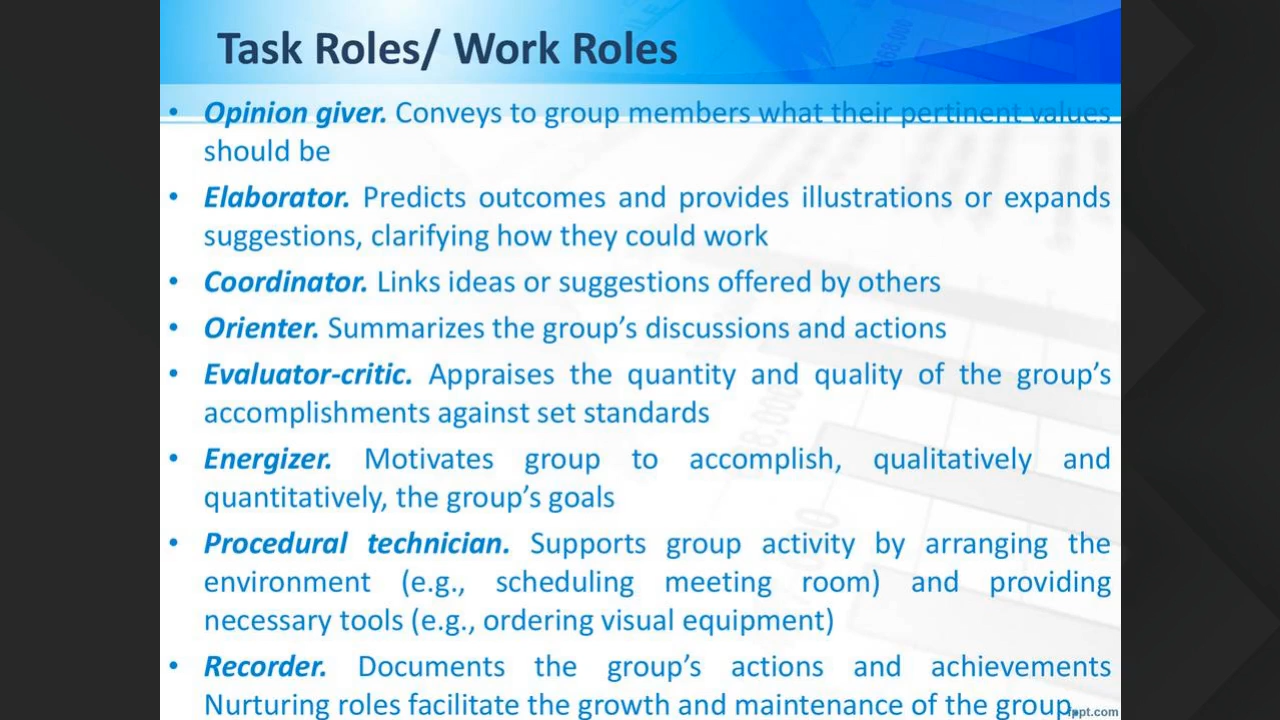 Task Roles/ Work Roles
• Opinion giver. Conveys to group members what their pertinent values
should be
• Elaborator. Predicts outcomes and provides illustrations or expands
suggestions, clarifying how they could work
• Coordinator. Links ideas or suggestions offered by others
• Orienter. Summarizes the group’s discussions and actions
• Evaluator-critic. Appraises the quantity and quality of the group’s
accomplishments against set standards
• Energizer. Motivates group to accomplish, qualitatively and
quantitatively, the group’s goals
• Procedural technician. Supports group activity by arranging the
environment (e.g., scheduling meeting room) and providing
necessary tools (e.g., ordering visual equipment)
• Recorder. Documents the group’s actions and achievements
Nurturing roles facilitate the growth and maintenance of the group.
fppt.com